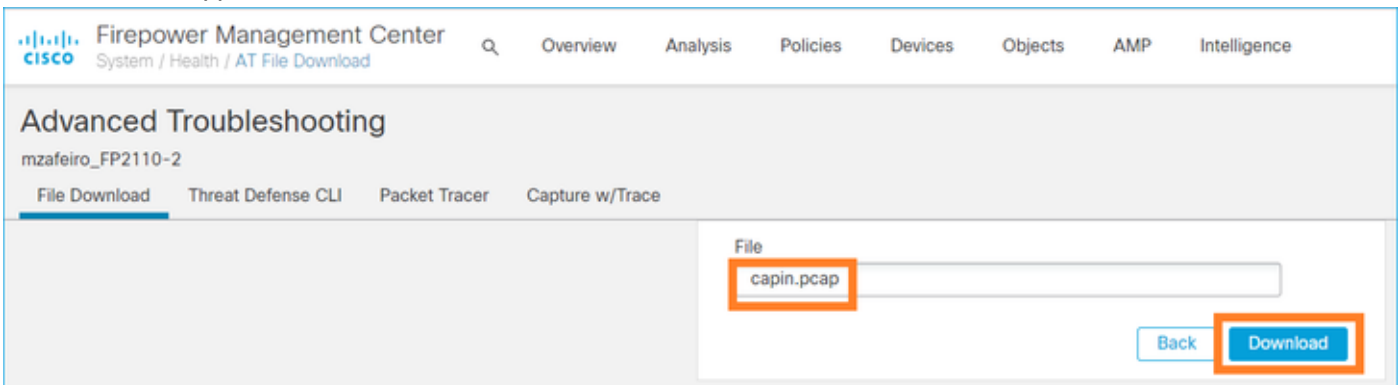 CISCO
Firepower Management Center
System / Health / AT File Download
Overview Analysis Policies Devices Objects AMP Intelligence
Advanced Troubleshooting
mzafeiro_FP2110-2
File Download Threat Defense CLI Packet Tracer Capture w/Trace
File
capin.pcap
Back Download